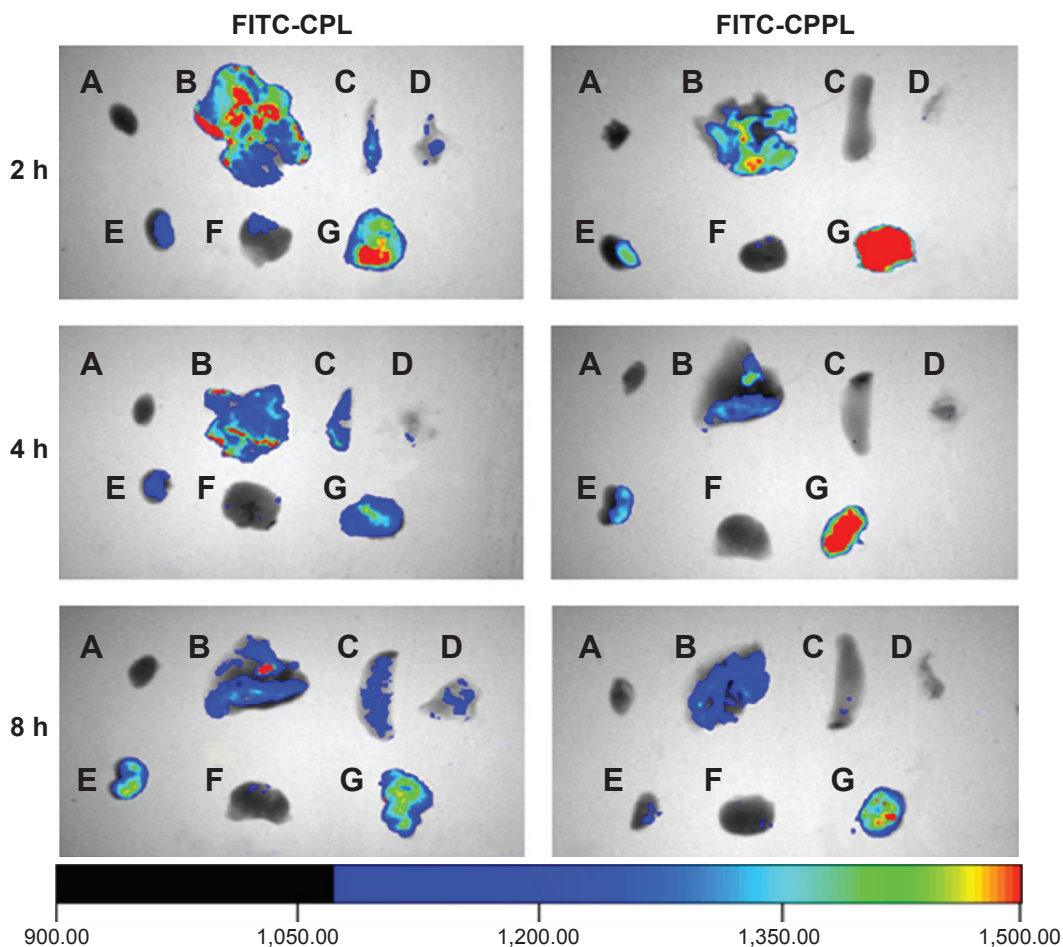 FITC-CPL FITC-CPPL
A B C D A B C D
2 h
E F G E F G
A B C D A B C D
4 h
E F G E F G
A B C D A B C D
8 h
E F G E F G
900.00 1,050.00 1,200.00 1,350.00 1,500.00